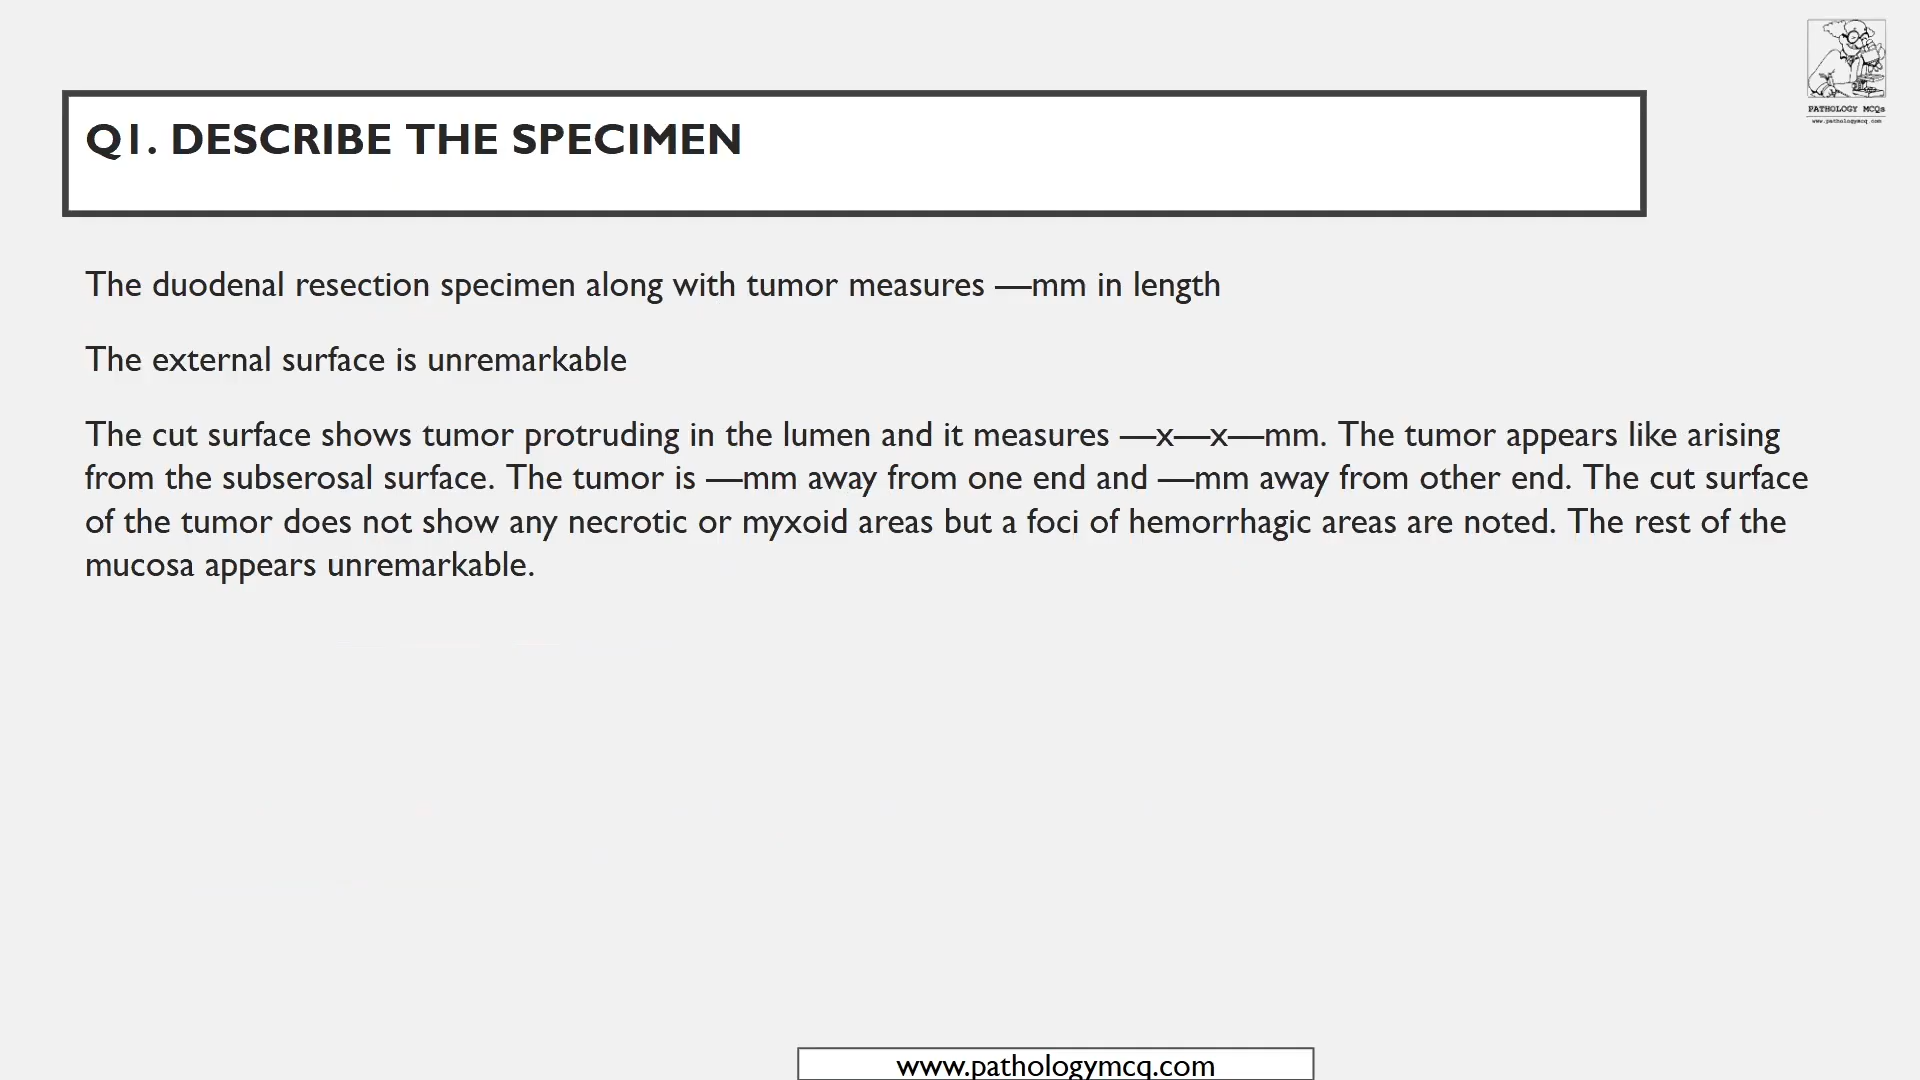 PATHOLOGY MCQs
www.pathologymcq.com
Q1. DESCRIBE THE SPECIMEN
The duodenal resection specimen along with tumor measures —mm in length
The external surface is unremarkable
The cut surface shows tumor protruding in the lumen and it measures —x—x—mm. The tumor appears like arising
from the subserosal surface. The tumor is —mm away from one end and —mm away from other end. The cut surface
of the tumor does not show any necrotic or myxoid areas but a foci of hemorrhagic areas are noted. The rest of the
mucosa appears unremarkable.
www.pathologymcq.com